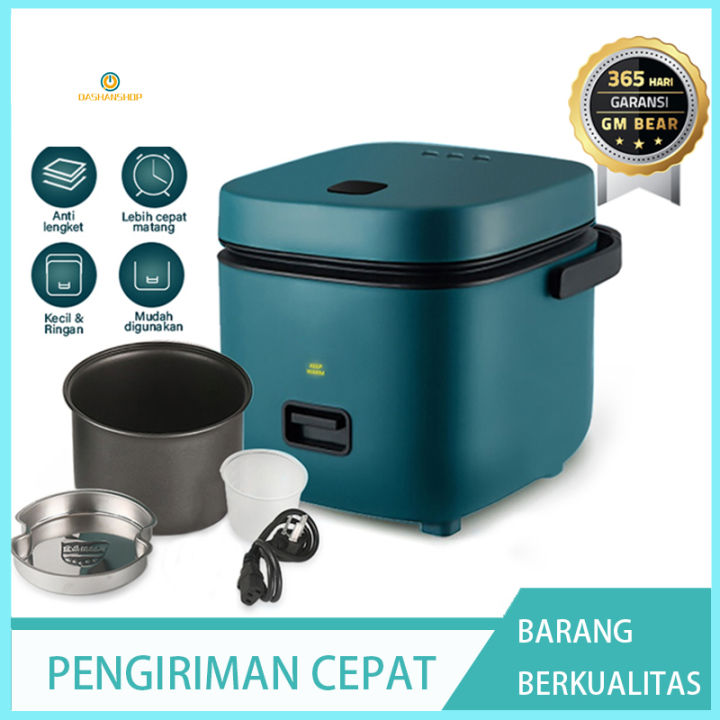 DASHANSHOP
365 HARI
GARANSI
GM BEAR
Anti
lengket
Lebih cepat
matang
Kecil &
Ringan
Mudah
digunakan
KEEP
WARM
PENGIRIMAN CEPAT
BARANG
BERKUALITAS